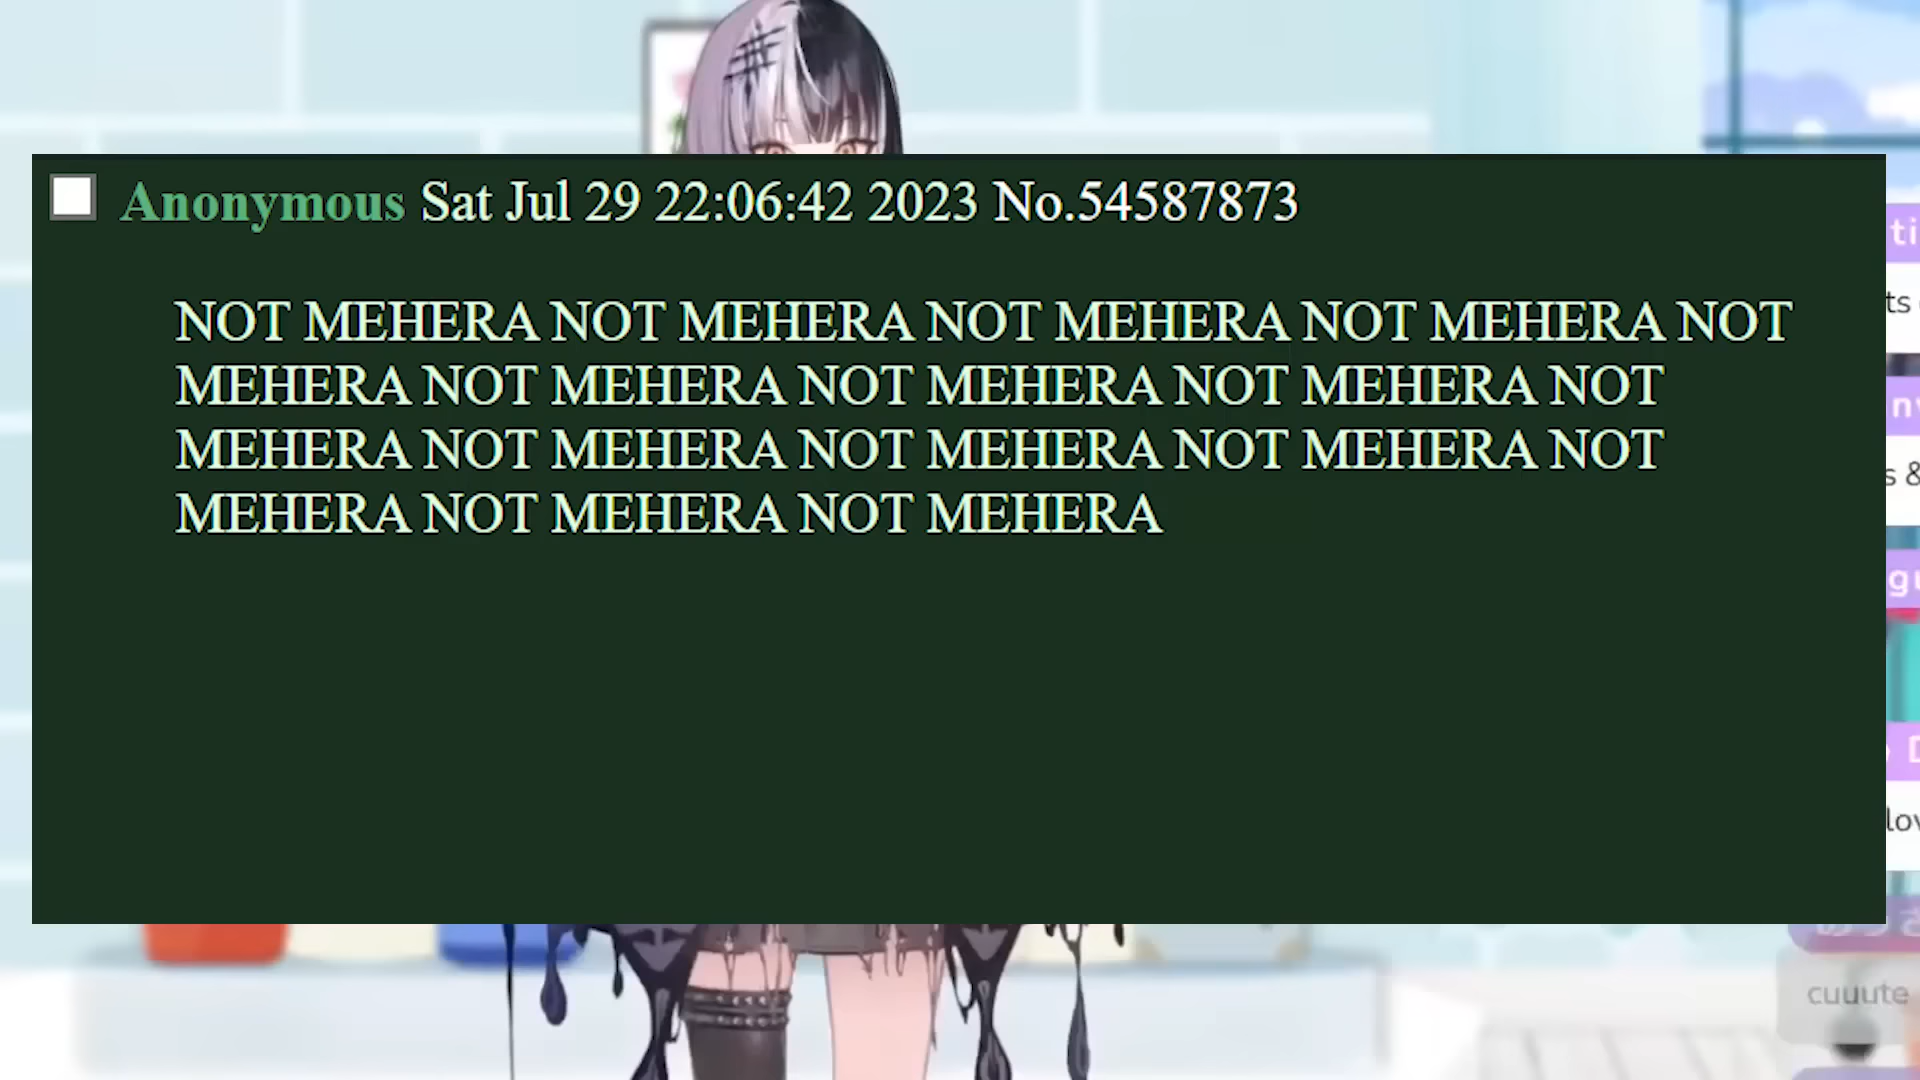 Anonymous Sat Jul 29 22:06:42 2023 No.54587873
NOT MEHERA NOT MEHERA NOT MEHERA NOT MEHERA NOT
MEHERA NOT MEHERA NOT MEHERA NOT MEHERA NOT
MEHERA NOT MEHERA NOT MEHERA NOT MEHERA NOT
MEHERA NOT MEHERA NOT MEHERA
cuuute